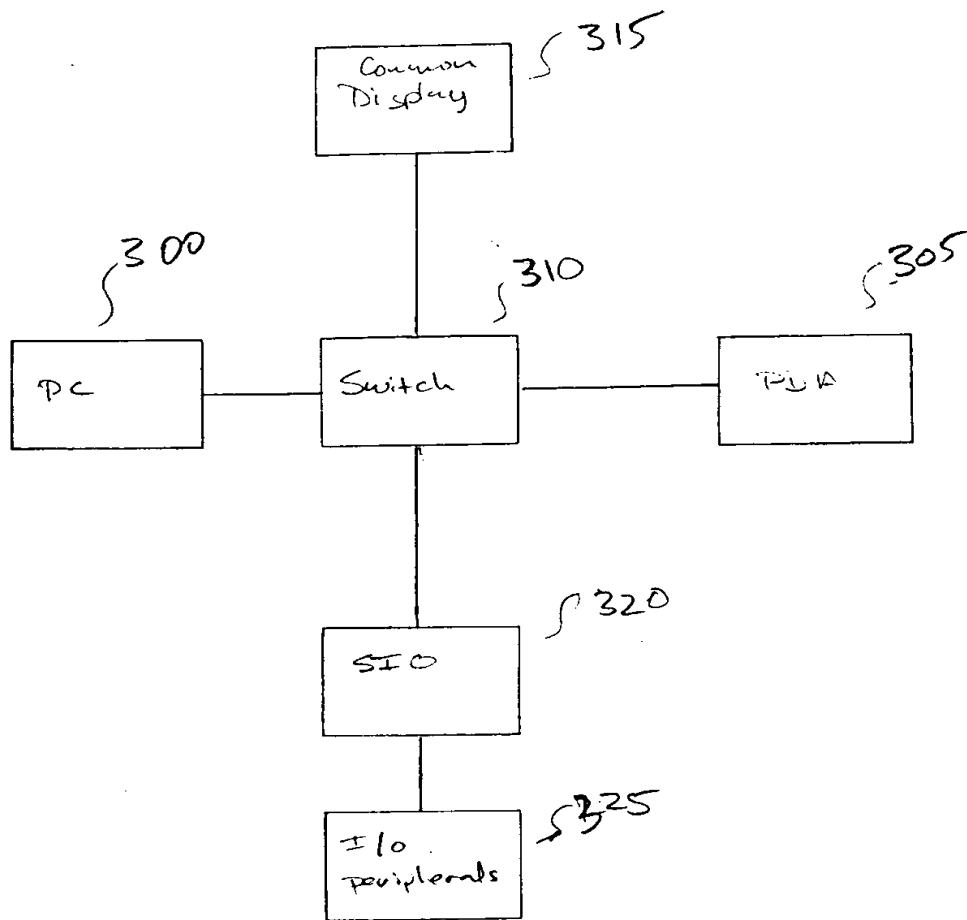 315
Common
Display
300
310
305
PC
Switch
PDA
320
SIO
325
I/O
peripherals